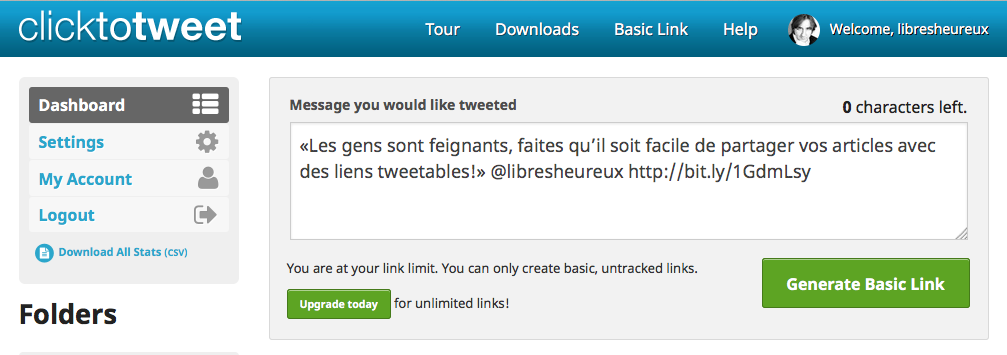 clicktotweet
Tour Downloads Basic Link Help Welcome, libresheureux
Dashboard
Settings
My Account
Logout
Download All Stats (CSV)
Folders
Message you would like tweeted
0 characters left.
«Les gens sont feignants, faites qu’il soit facile de partager vos articles avec
des liens tweetables!» @libresheureux http://bit.ly/1GdmLsy
You are at your link limit. You can only create basic, untracked links.
Upgrade today for unlimited links!
Generate Basic Link